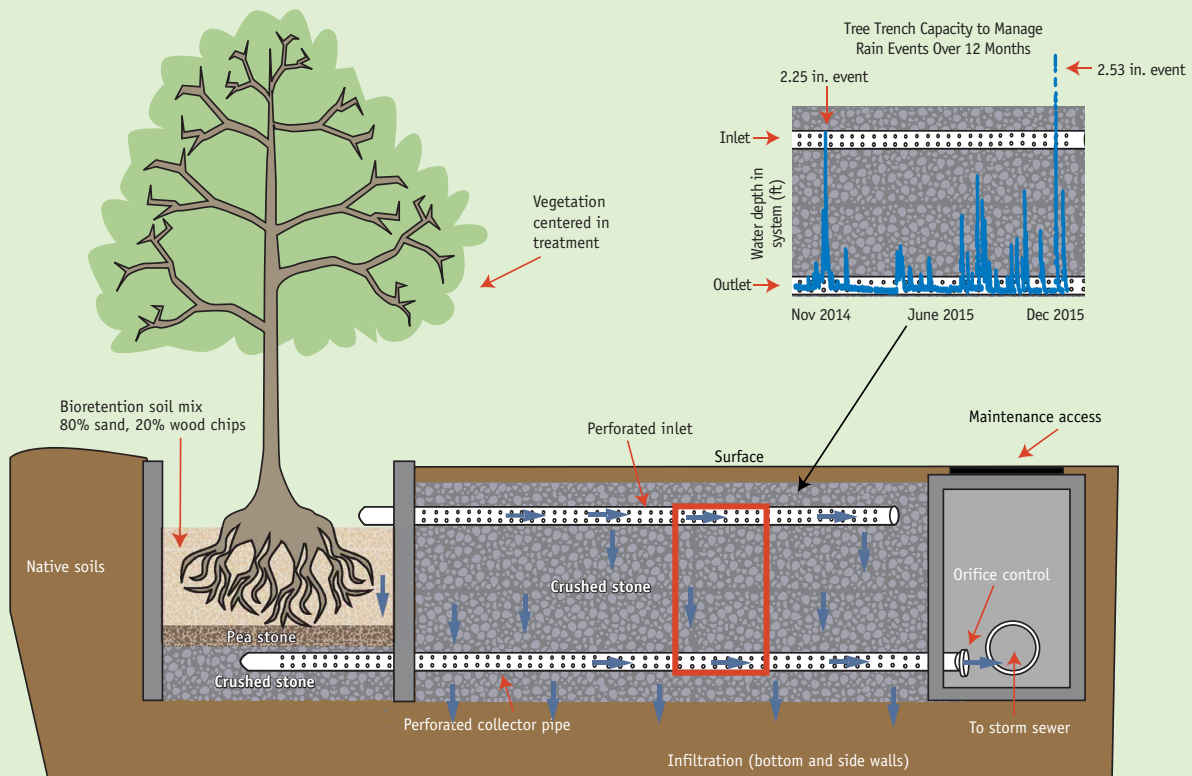 Tree Trench Capacity to Manage
Rain Events Over 12 Months
2.25 in. event
2.53 in. event
Inlet
Water depth in
system (ft)
Outlet
Nov 2014
June 2015
Dec 2015
Vegetation
centered in
treatment
Bioretention soil mix
80% sand, 20% wood chips
Perforated inlet
Surface
Maintenance access
Native soils
Crushed stone
Orifice control
Pea stone
Crushed stone
Perforated collector pipe
To storm sewer
Infiltration (bottom and side walls)